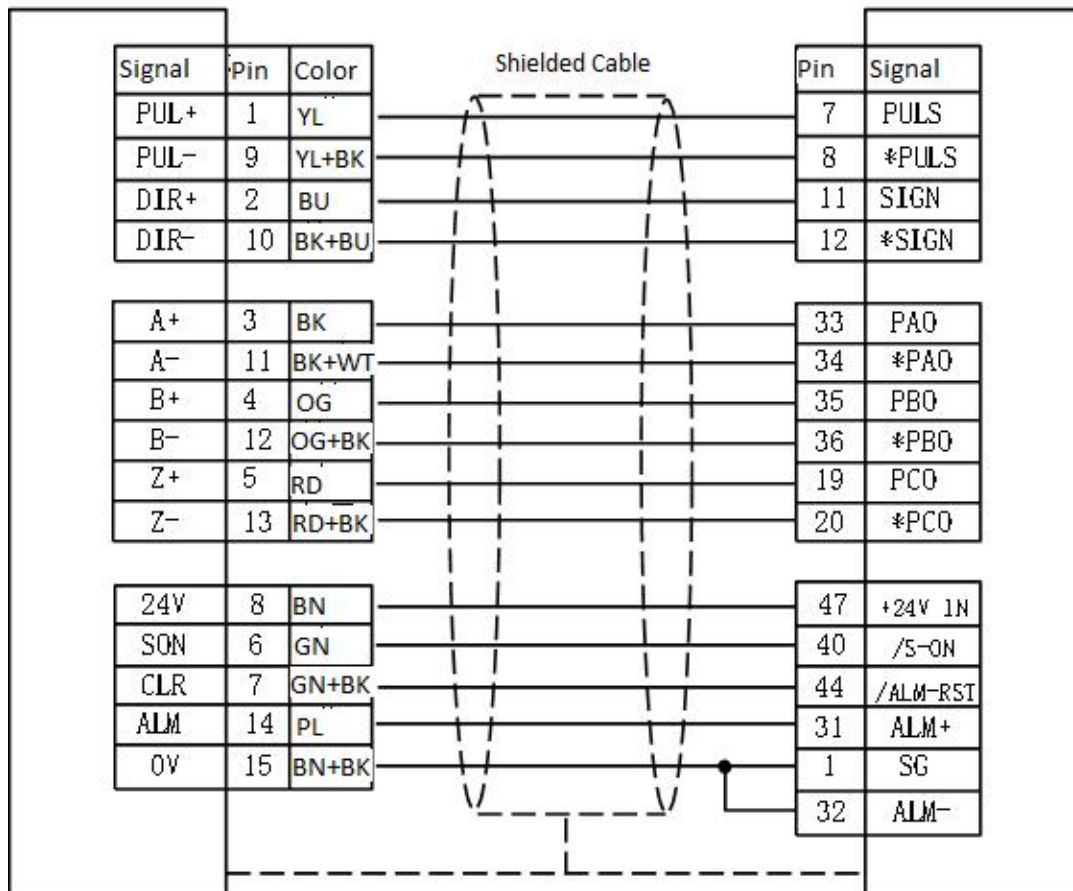 Shielded Cable
Signal Pin Color Pin Signal
PUL+ 1 YL 7 PULS
PUL- 9 YL+BK 8 *PULS
DIR+ 2 BU 11 SIGN
DIR- 10 BK+BU 12 *SIGN
A+ 3 BK 33 PAO
A- 11 BK+WT 34 *PAO
B+ 4 OG 35 PBO
B- 12 OG+BK 36 *PBO
Z+ 5 RD 19 PCO
Z- 13 RD+BK 20 *PCO
24V 8 BN 47 +24V IN
SON 6 GN 40 /S-ON
CLR 7 GN+BK 44 /ALM-RST
ALM 14 PL 31 ALM+
0V 15 BN+BK 1 SG
32 ALM-